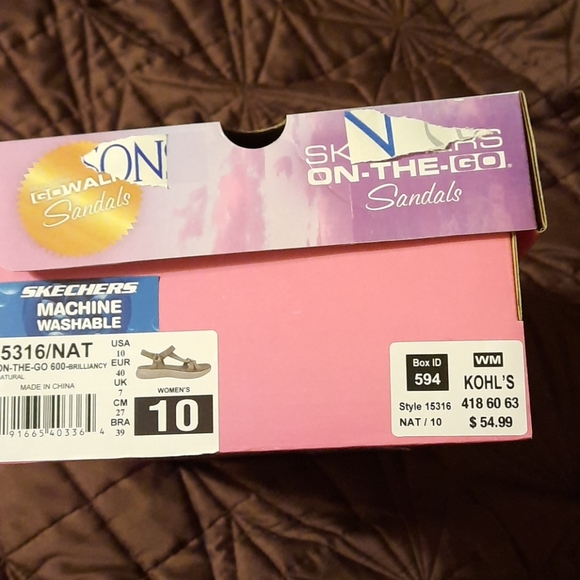 ON
GO WALK
Sandals
V
SK ERS
ON-THE-GO®
Sandals
SKECHERS
MACHINE
WASHABLE
5316/NAT
ON-THE-GO 600-BRILLIANCY
NATURAL
MADE IN CHINA
91665 40336 4
USA
10
EUR
40
UK
7
CM
27
BRA
39
WOMEN'S
10
Box ID
594
Style 15316
NAT / 10
WM
KOHL'S
418 60 63
$ 54.99